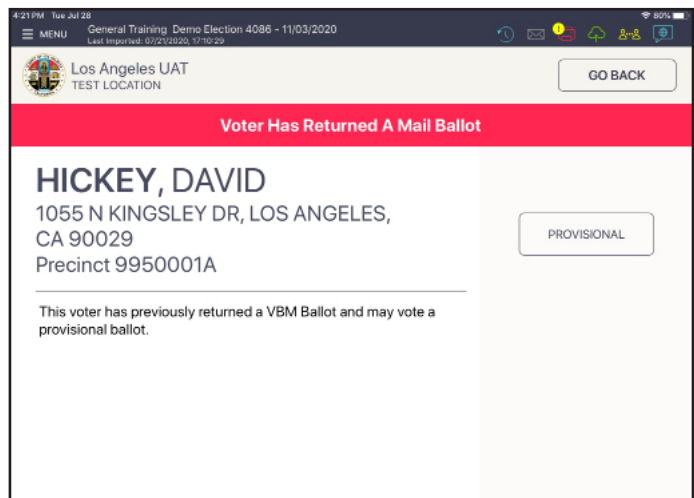 4:21 PM Tue Jul 28
80%
MENU
General Training Demo Election 4086 - 11/03/2020
Last Imported: 07/21/2020, 17:10:29
!
Los Angeles UAT
TEST LOCATION
GO BACK
Voter Has Returned A Mail Ballot
HICKEY, DAVID
1055 N KINGSLEY DR, LOS ANGELES,
CA 90029
Precinct 9950001A
PROVISIONAL
This voter has previously returned a VBM Ballot and may vote a
provisional ballot.